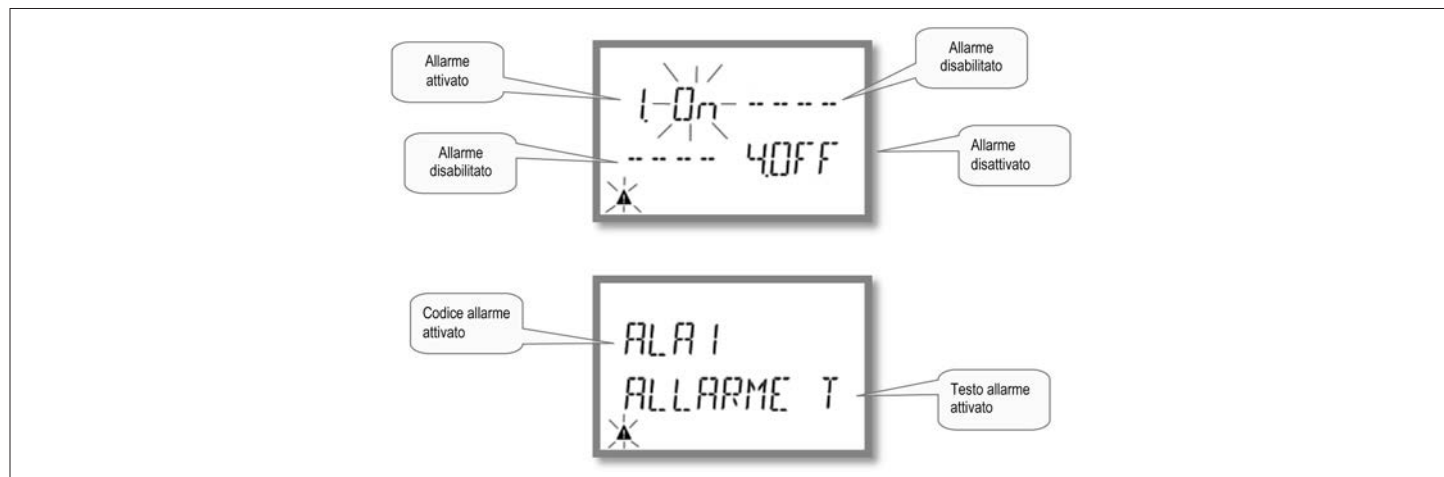 Allarme
attivato
1. On ----
Allarme
disabilitato
Allarme
disabilitato
---- 4.OFF
Allarme
disattivato
Codice allarme
attivato
ALA1
ALLARME T
Testo allarme
attivato